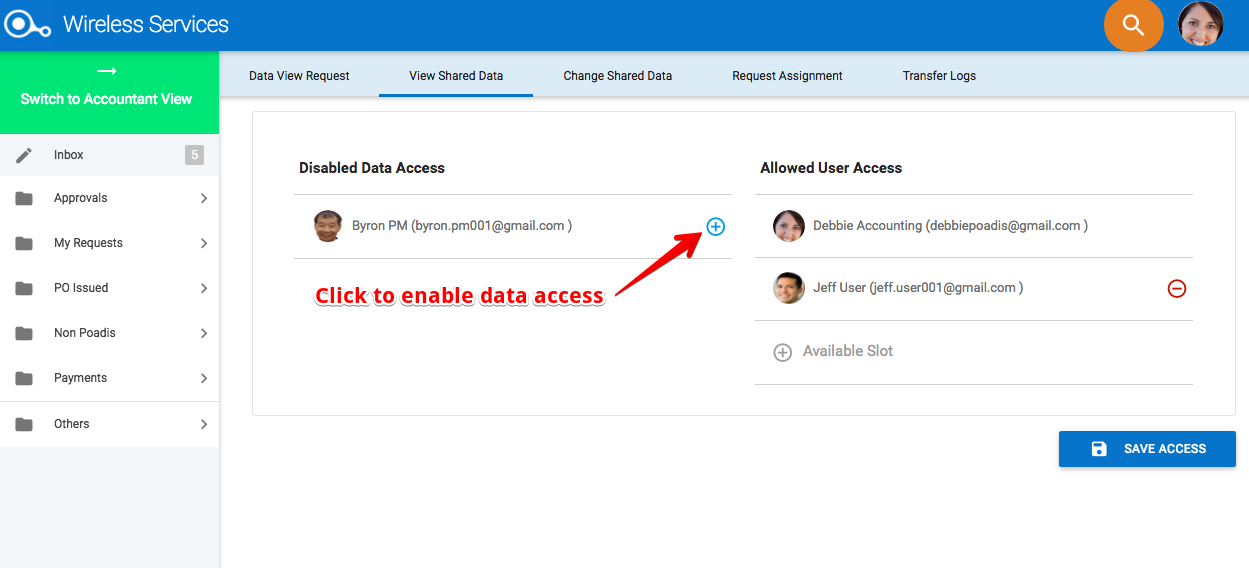 Wireless Services
Switch to Accountant View
Data View Request
View Shared Data
Change Shared Data
Request Assignment
Transfer Logs
Inbox
5
Approvals
My Requests
PO Issued
Non Poadis
Payments
Others
Disabled Data Access
Byron PM (byron.pm001@gmail.com )
Click to enable data access
Allowed User Access
Debbie Accounting (debbiepoadis@gmail.com )
Jeff User (jeff.user001@gmail.com )
Available Slot
SAVE ACCESS